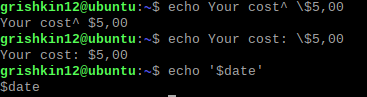 grishkin12@ubuntu:~$ echo Your cost^ \$5,00
Your cost^ $5,00
grishkin12@ubuntu:~$ echo Your cost: \$5,00
Your cost: $5,00
grishkin12@ubuntu:~$ echo '$date'
$date